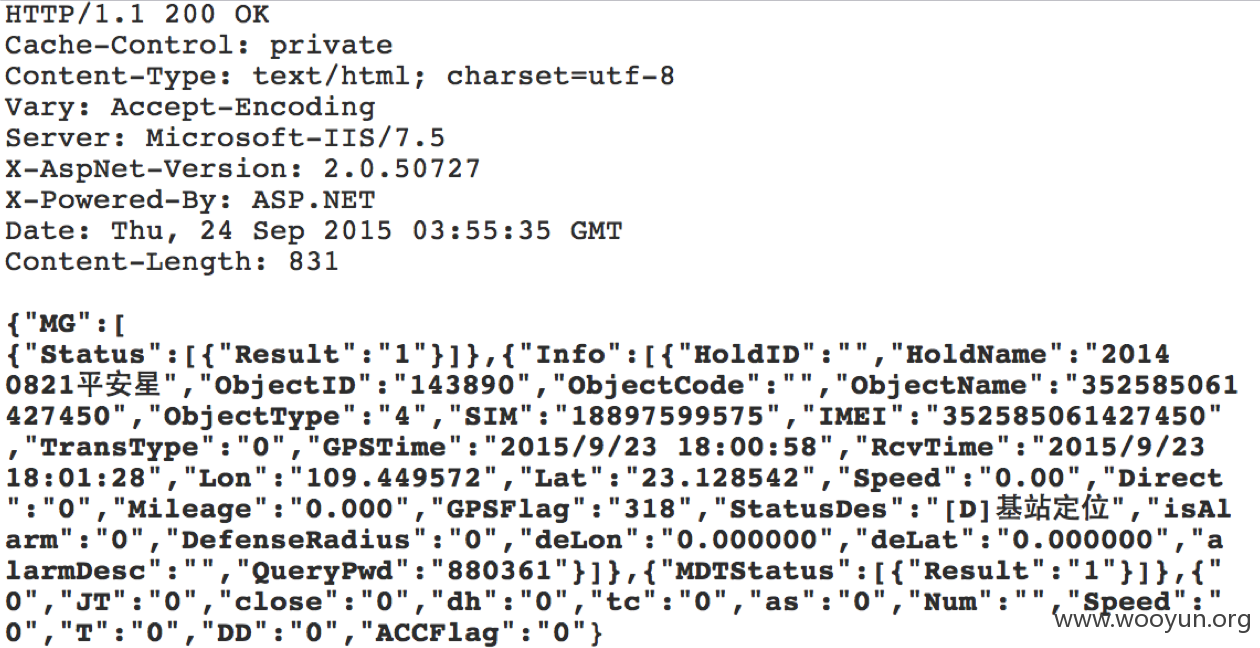 HTTP/1.1 200 OK
Cache-Control: private
Content-Type: text/html; charset=utf-8
Vary: Accept-Encoding
Server: Microsoft-IIS/7.5
X-AspNet-Version: 2.0.50727
X-Powered-By: ASP.NET
Date: Thu, 24 Sep 2015 03:55:35 GMT
Content-Length: 831
{"MG":[
{"Status":[{"Result":"1"}]},{"Info":[{"HoldID":"","HoldName":"2014
0821平安星","ObjectID":"143890","ObjectCode":"","ObjectName":"352585061
427450","ObjectType":"4","SIM":"18897599575","IMEI":"352585061427450"
,"TransType":"0","GPSTime":"2015/9/23 18:00:58","RcvTime":"2015/9/23
18:01:28","Lon":"109.449572","Lat":"23.128542","Speed":"0.00","Direct
":"0","Mileage":"0.000","GPSFlag":"318","StatusDes":"[D]基站定位","isAl
arm":"0","DefenseRadius":"0","deLon":"0.000000","deLat":"0.000000","a
larmDesc":"","QueryPwd":"880361"}]},{"MDTStatus":[{"Result":"1"}]},{"
0","JT":"0","close":"0","dh":"0","tc":"0","as":"0","Num":"","Speed":"
0","T":"0","DD":"0","ACCFlag":"0"}
www.wooyun.org